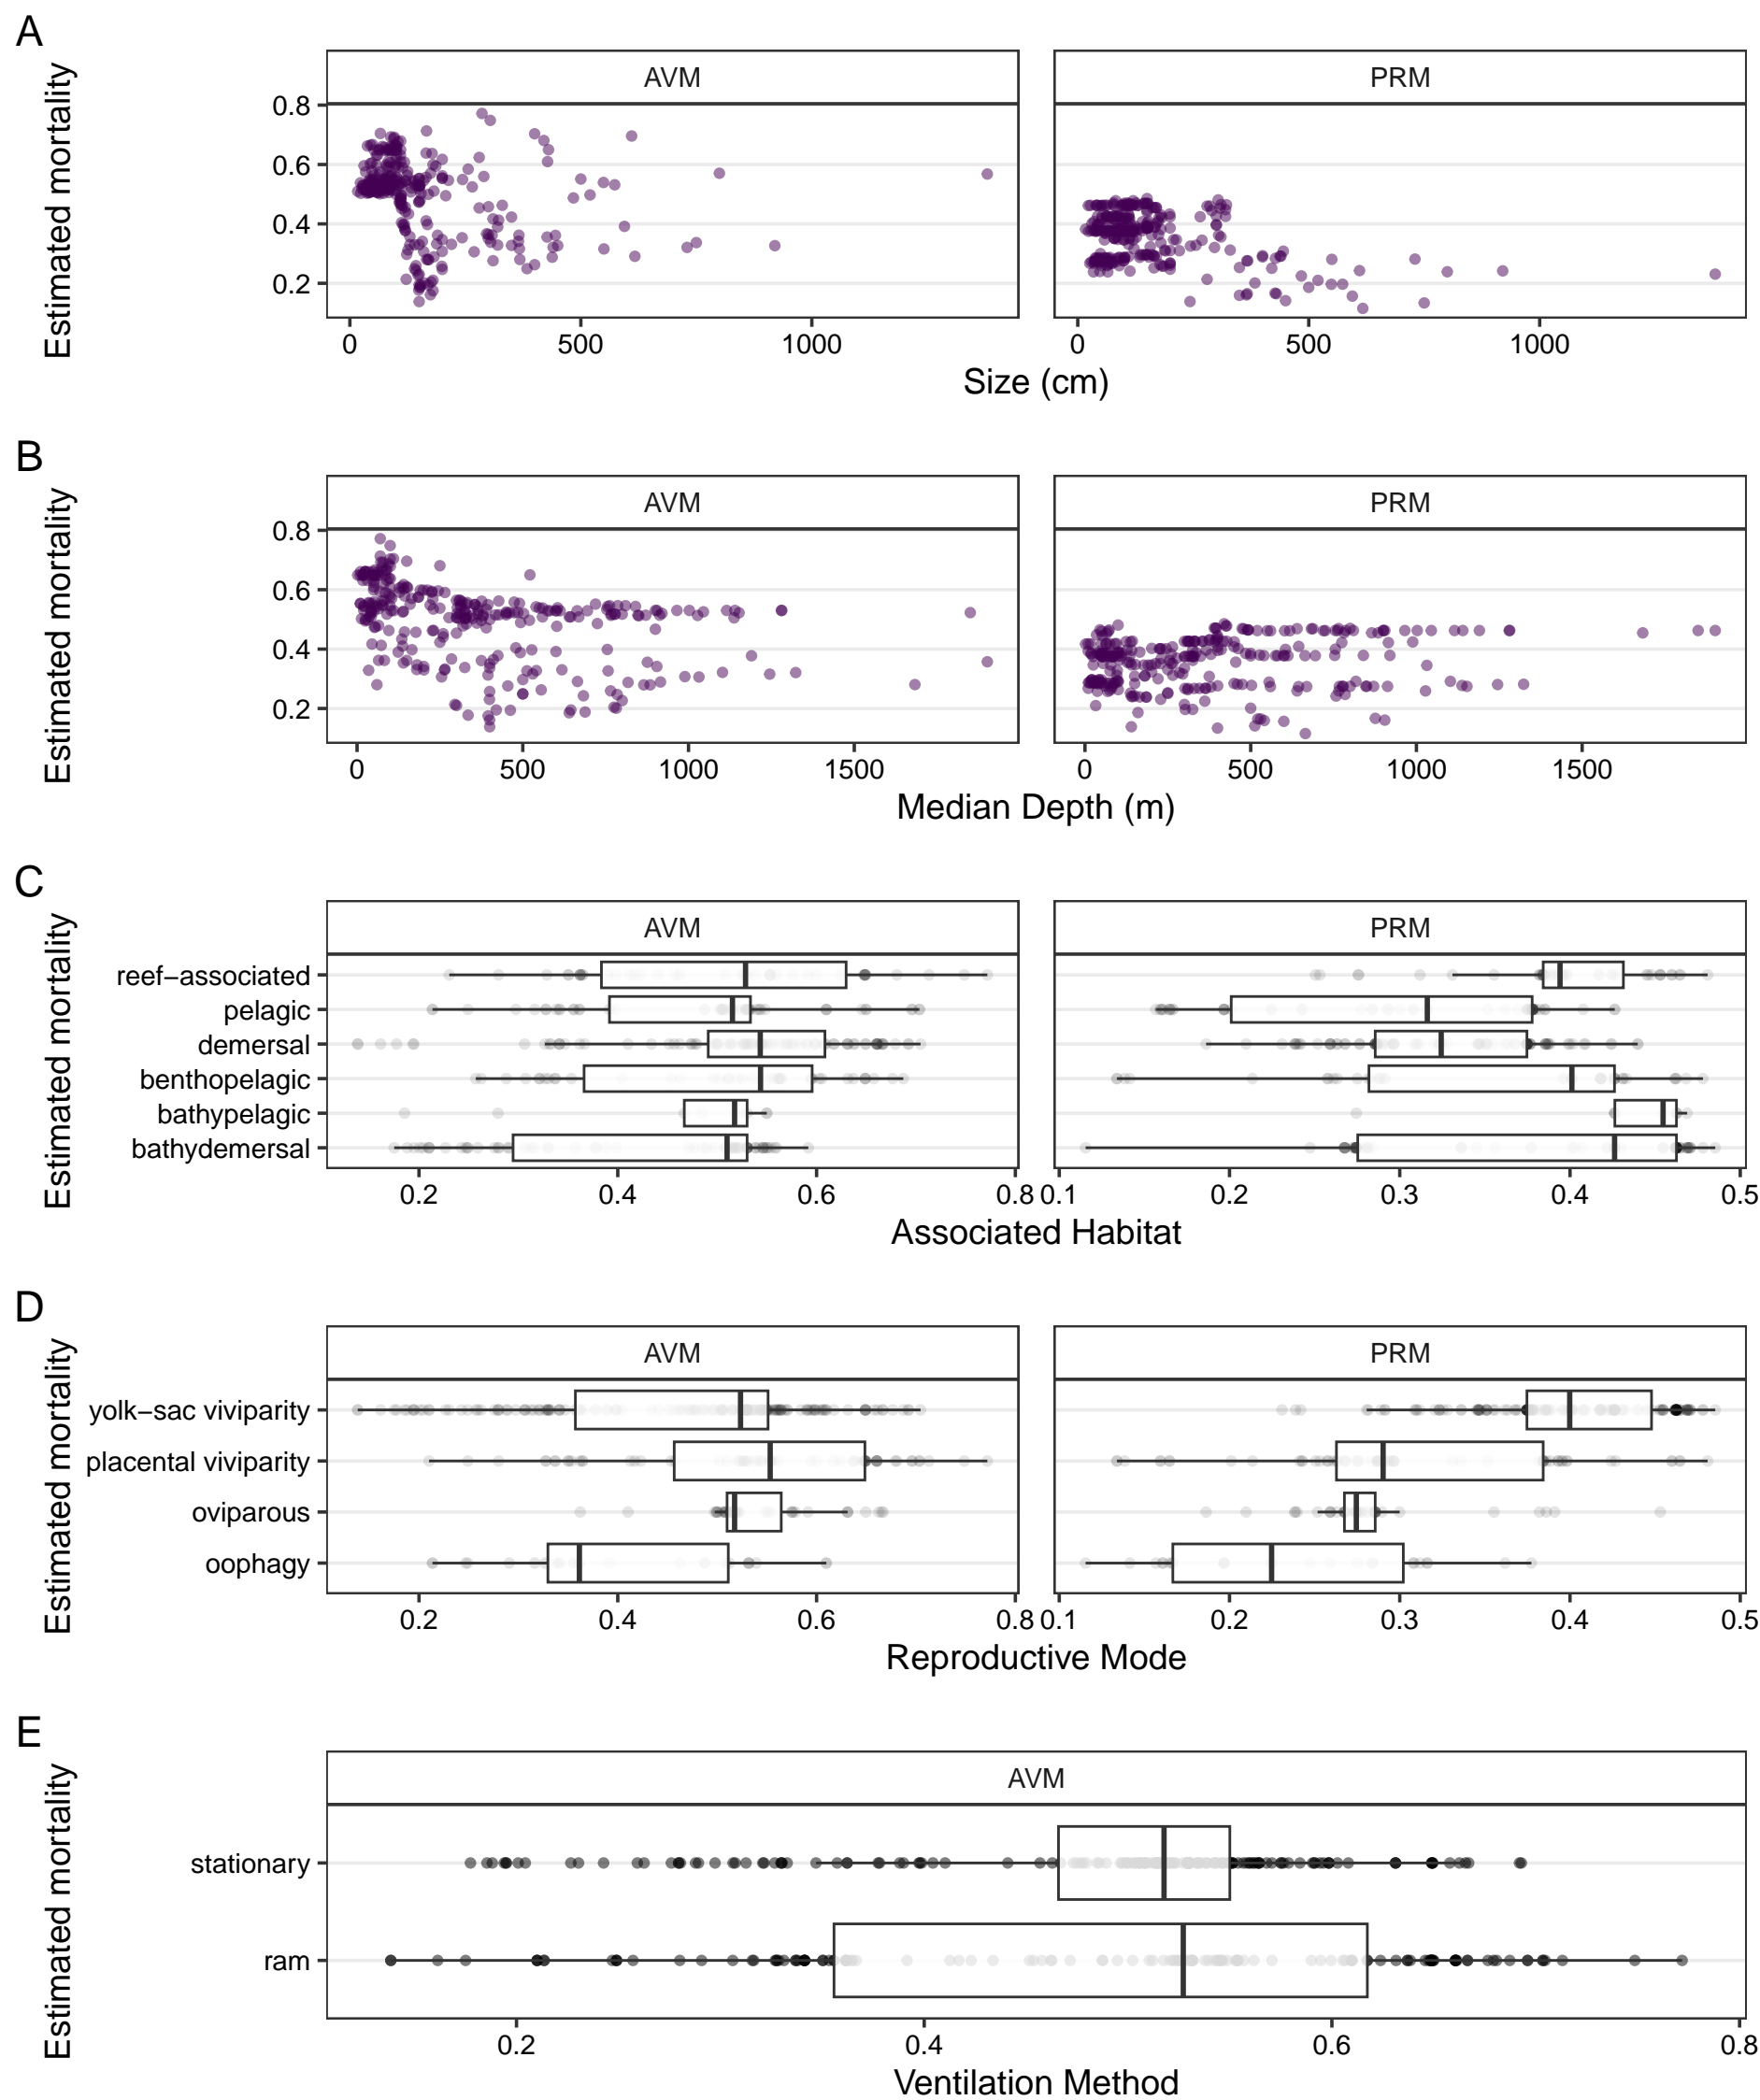 A
Estimated mortality
AVM
PRM
0.8
0.6
0.4
0.2
0
500
1000
0
500
1000
Size (cm)
B
Estimated mortality
AVM
PRM
0.8
0.6
0.4
0.2
0
500
1000
1500
0
500
1000
1500
Median Depth (m)
C
Estimated mortality
AVM
PRM
reef−associated
pelagic
demersal
benthopelagic
bathypelagic
bathydemersal
0.2
0.4
0.6
0.8
0.1
0.2
0.3
0.4
0.5
Associated Habitat
D
Estimated mortality
AVM
PRM
yolk−sac viviparity
placental viviparity
oviparous
oophagy
0.2
0.4
0.6
0.8
0.1
0.2
0.3
0.4
0.5
Reproductive Mode
E
Estimated mortality
AVM
stationary
ram
0.2
0.4
0.6
0.8
Ventilation Method